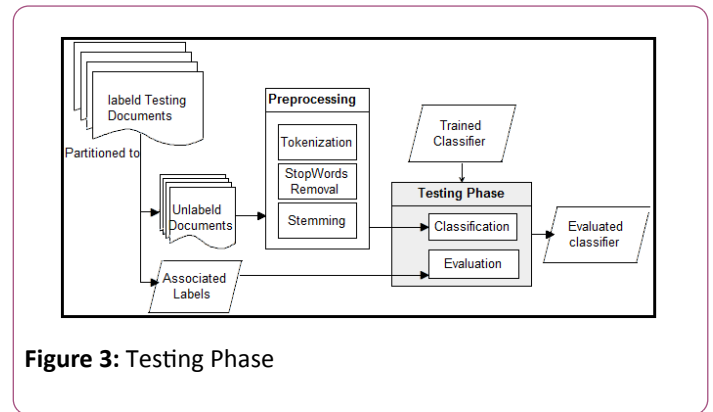 labeld Testing
Documents
Partitioned to
Unlabeld
Documents
Associated
Labels
Preprocessing
Tokenization
StopWords
Removal
Stemming
Trained
Classifier
Testing Phase
Classification
Evaluation
Evaluated
classifier
Figure 3: Testing Phase